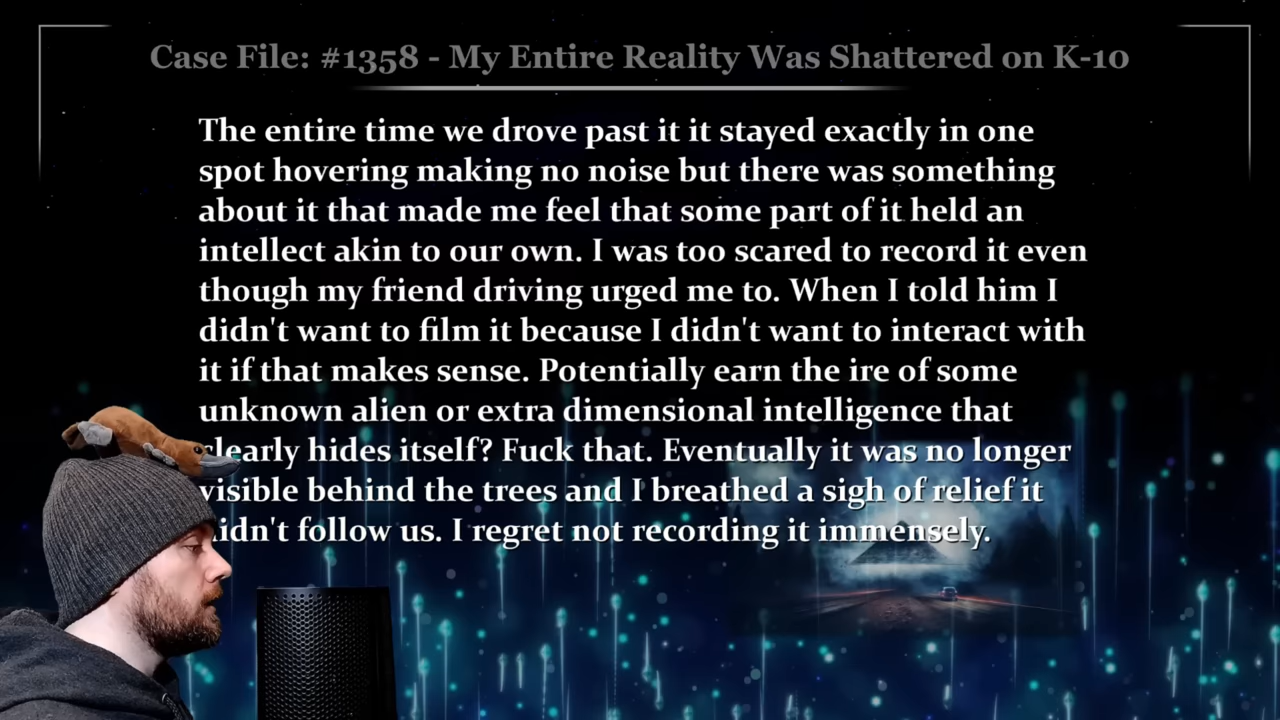 Case File: #1358 - My Entire Reality Was Shattered on K-10
The entire time we drove past it it stayed exactly in one
spot hovering making no noise but there was something
about it that made me feel that some part of it held an
intellect akin to our own. I was too scared to record it even
though my friend driving urged me to. When I told him I
didn't want to film it because I didn't want to interact with
it if that makes sense. Potentially earn the ire of some
unknown alien or extra dimensional intelligence that
clearly hides itself? Fuck that. Eventually it was no longer
visible behind the trees and I breathed a sigh of relief it
didn't follow us. I regret not recording it immensely.